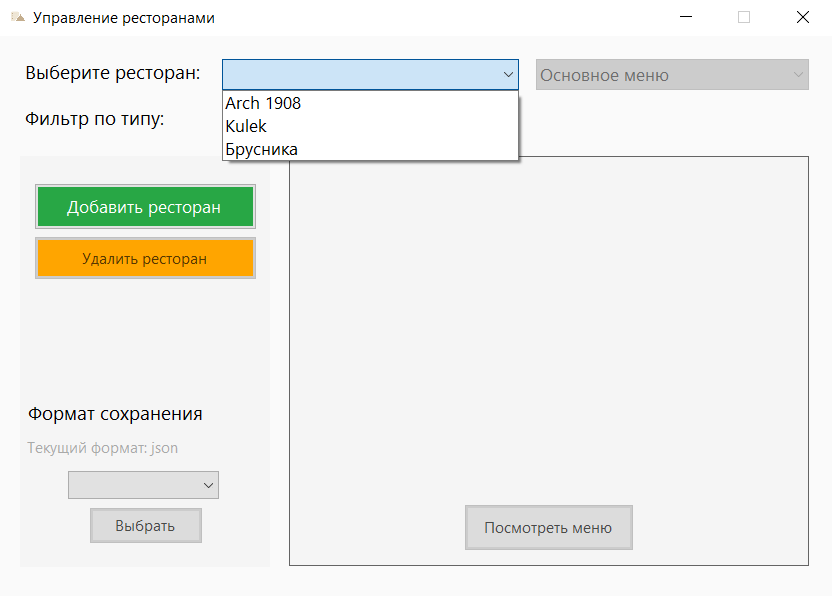 Управление ресторанами
Выберите ресторан:
Основное меню
Arch 1908
Kulek
Брусника
Фильтр по типу:
Добавить ресторан
Удалить ресторан
Формат сохранения
Текущий формат: json
Выбрать
Посмотреть меню